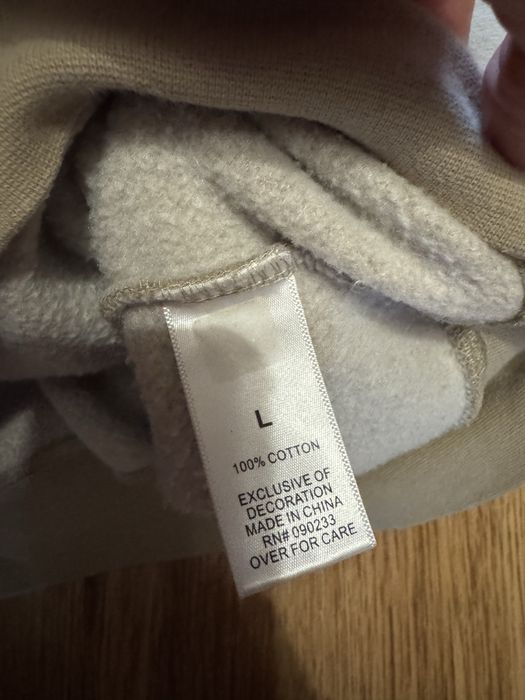 L
100% COTTON
EXCLUSIVE OF
DECORATION
MADE IN CHINA
RN# 090233
OVER FOR CARE